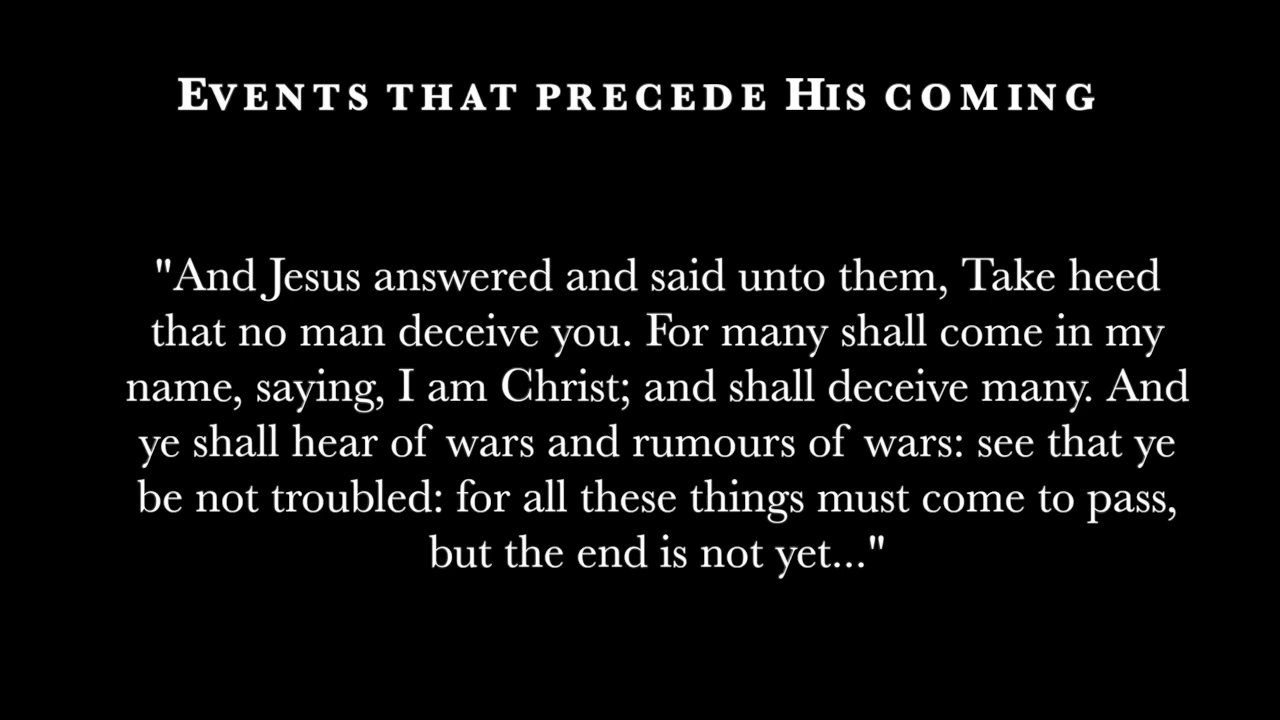 Events that precede His coming
"And Jesus answered and said unto them, Take heed
that no man deceive you. For many shall come in my
name, saying, I am Christ; and shall deceive many. And
ye shall hear of wars and rumours of wars: see that ye
be not troubled: for all these things must come to pass,
but the end is not yet..."